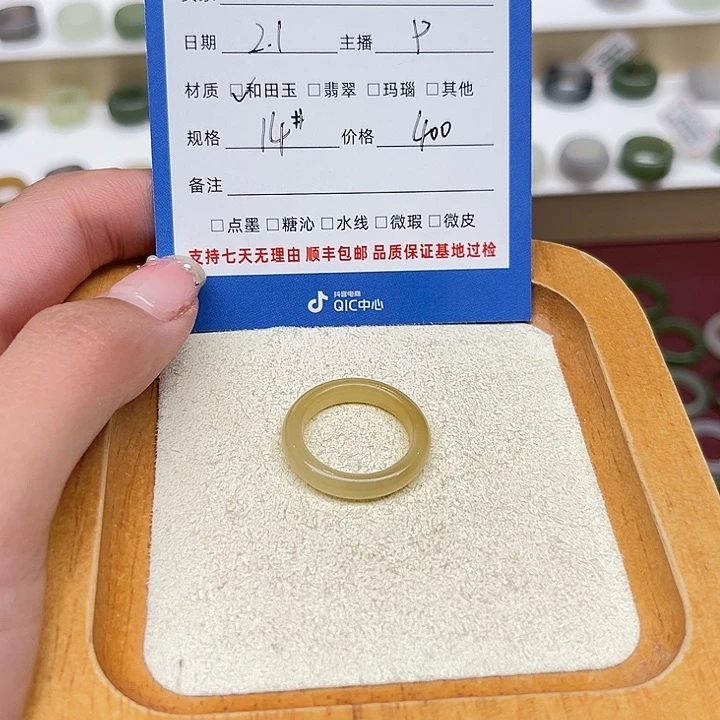 日期 2.1 主播 P
材质 ☑和田玉 □翡翠 □玛瑙 □其他
规格 14# 价格 400
备注
□点墨 □糖沁 □水线 □微瑕 □微皮
支持七天无理由 顺丰包邮 品质保证基地过检
抖音电商
QIC中心